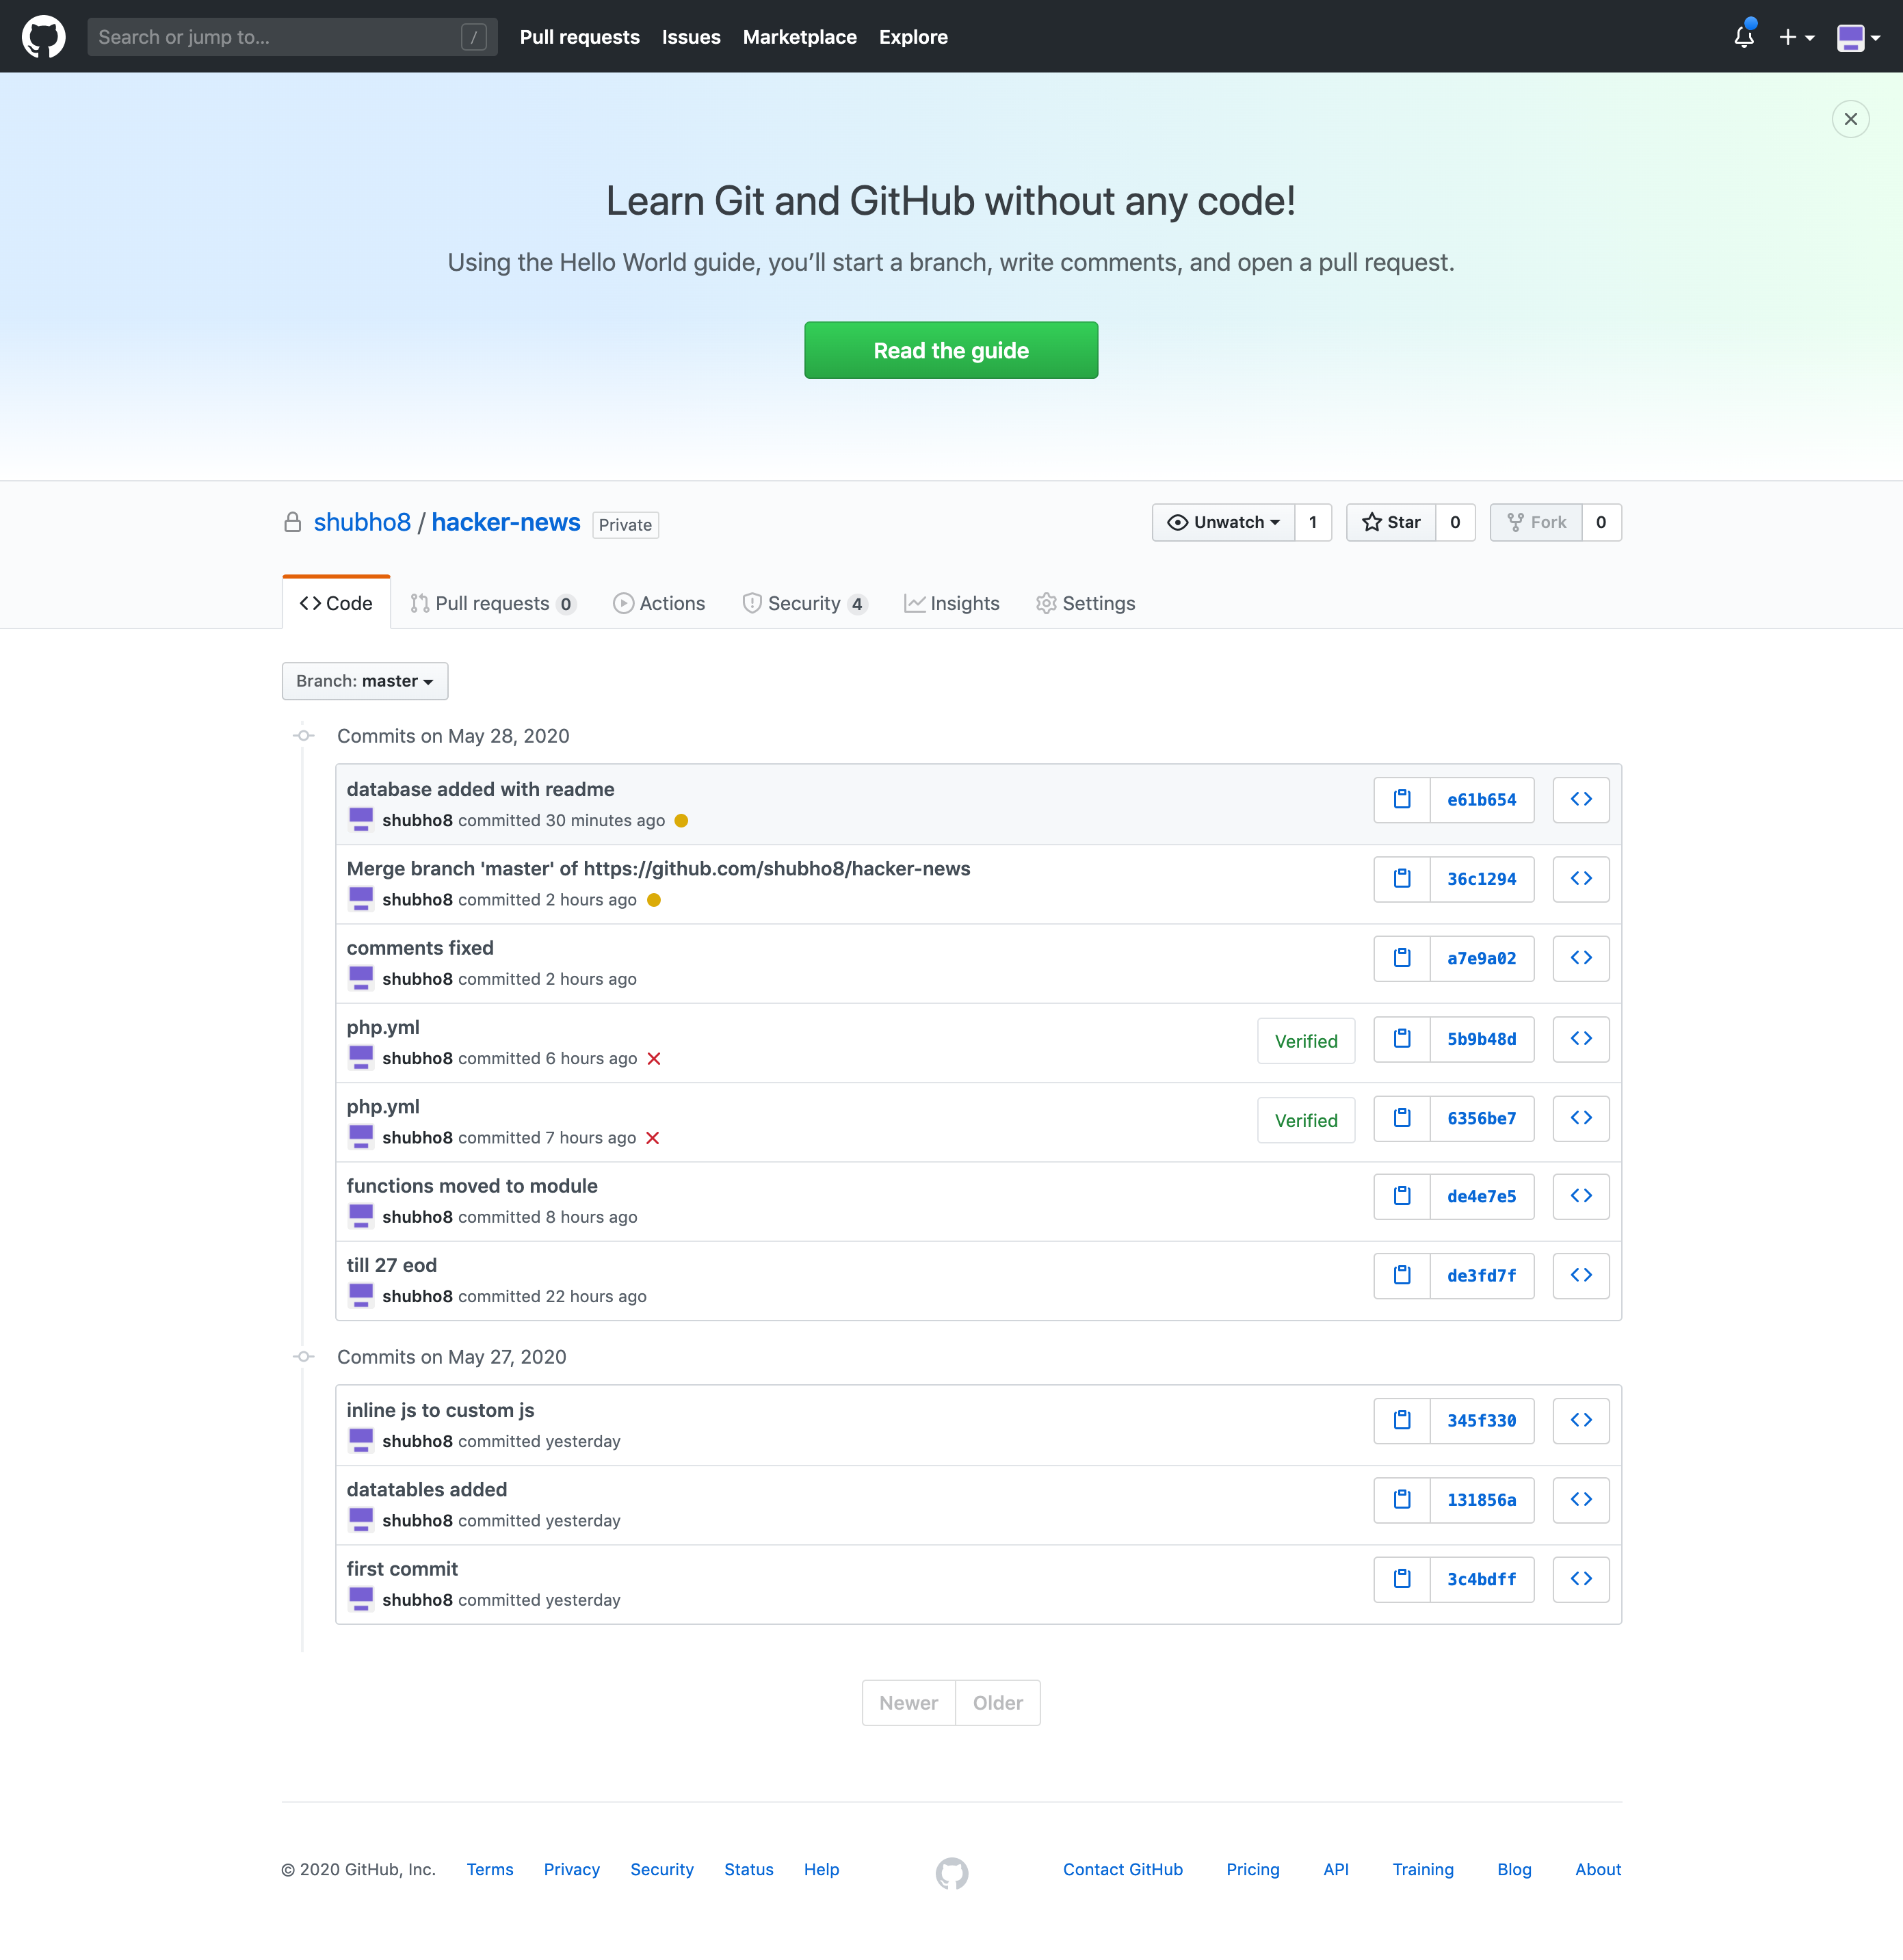 Search or jump to... / Pull requests Issues Marketplace Explore
Learn Git and GitHub without any code!
Using the Hello World guide, you’ll start a branch, write comments, and open a pull request.
Read the guide
shubho8 / hacker-news Private Unwatch 1 Star 0 Fork 0
Code Pull requests 0 Actions Security 4 Insights Settings
Branch: master
Commits on May 28, 2020
database added with readme
shubho8 committed 30 minutes ago
e61b654
Merge branch 'master' of https://github.com/shubho8/hacker-news
shubho8 committed 2 hours ago
36c1294
comments fixed
shubho8 committed 2 hours ago
a7e9a02
php.yml
shubho8 committed 6 hours ago
Verified 5b9b48d
php.yml
shubho8 committed 7 hours ago
Verified 6356be7
functions moved to module
shubho8 committed 8 hours ago
de4e7e5
till 27 eod
shubho8 committed 22 hours ago
de3fd7f
Commits on May 27, 2020
inline js to custom js
shubho8 committed yesterday
345f330
datatables added
shubho8 committed yesterday
131856a
first commit
shubho8 committed yesterday
3c4bdff
Newer Older
© 2020 GitHub, Inc. Terms Privacy Security Status Help Contact GitHub Pricing API Training Blog About